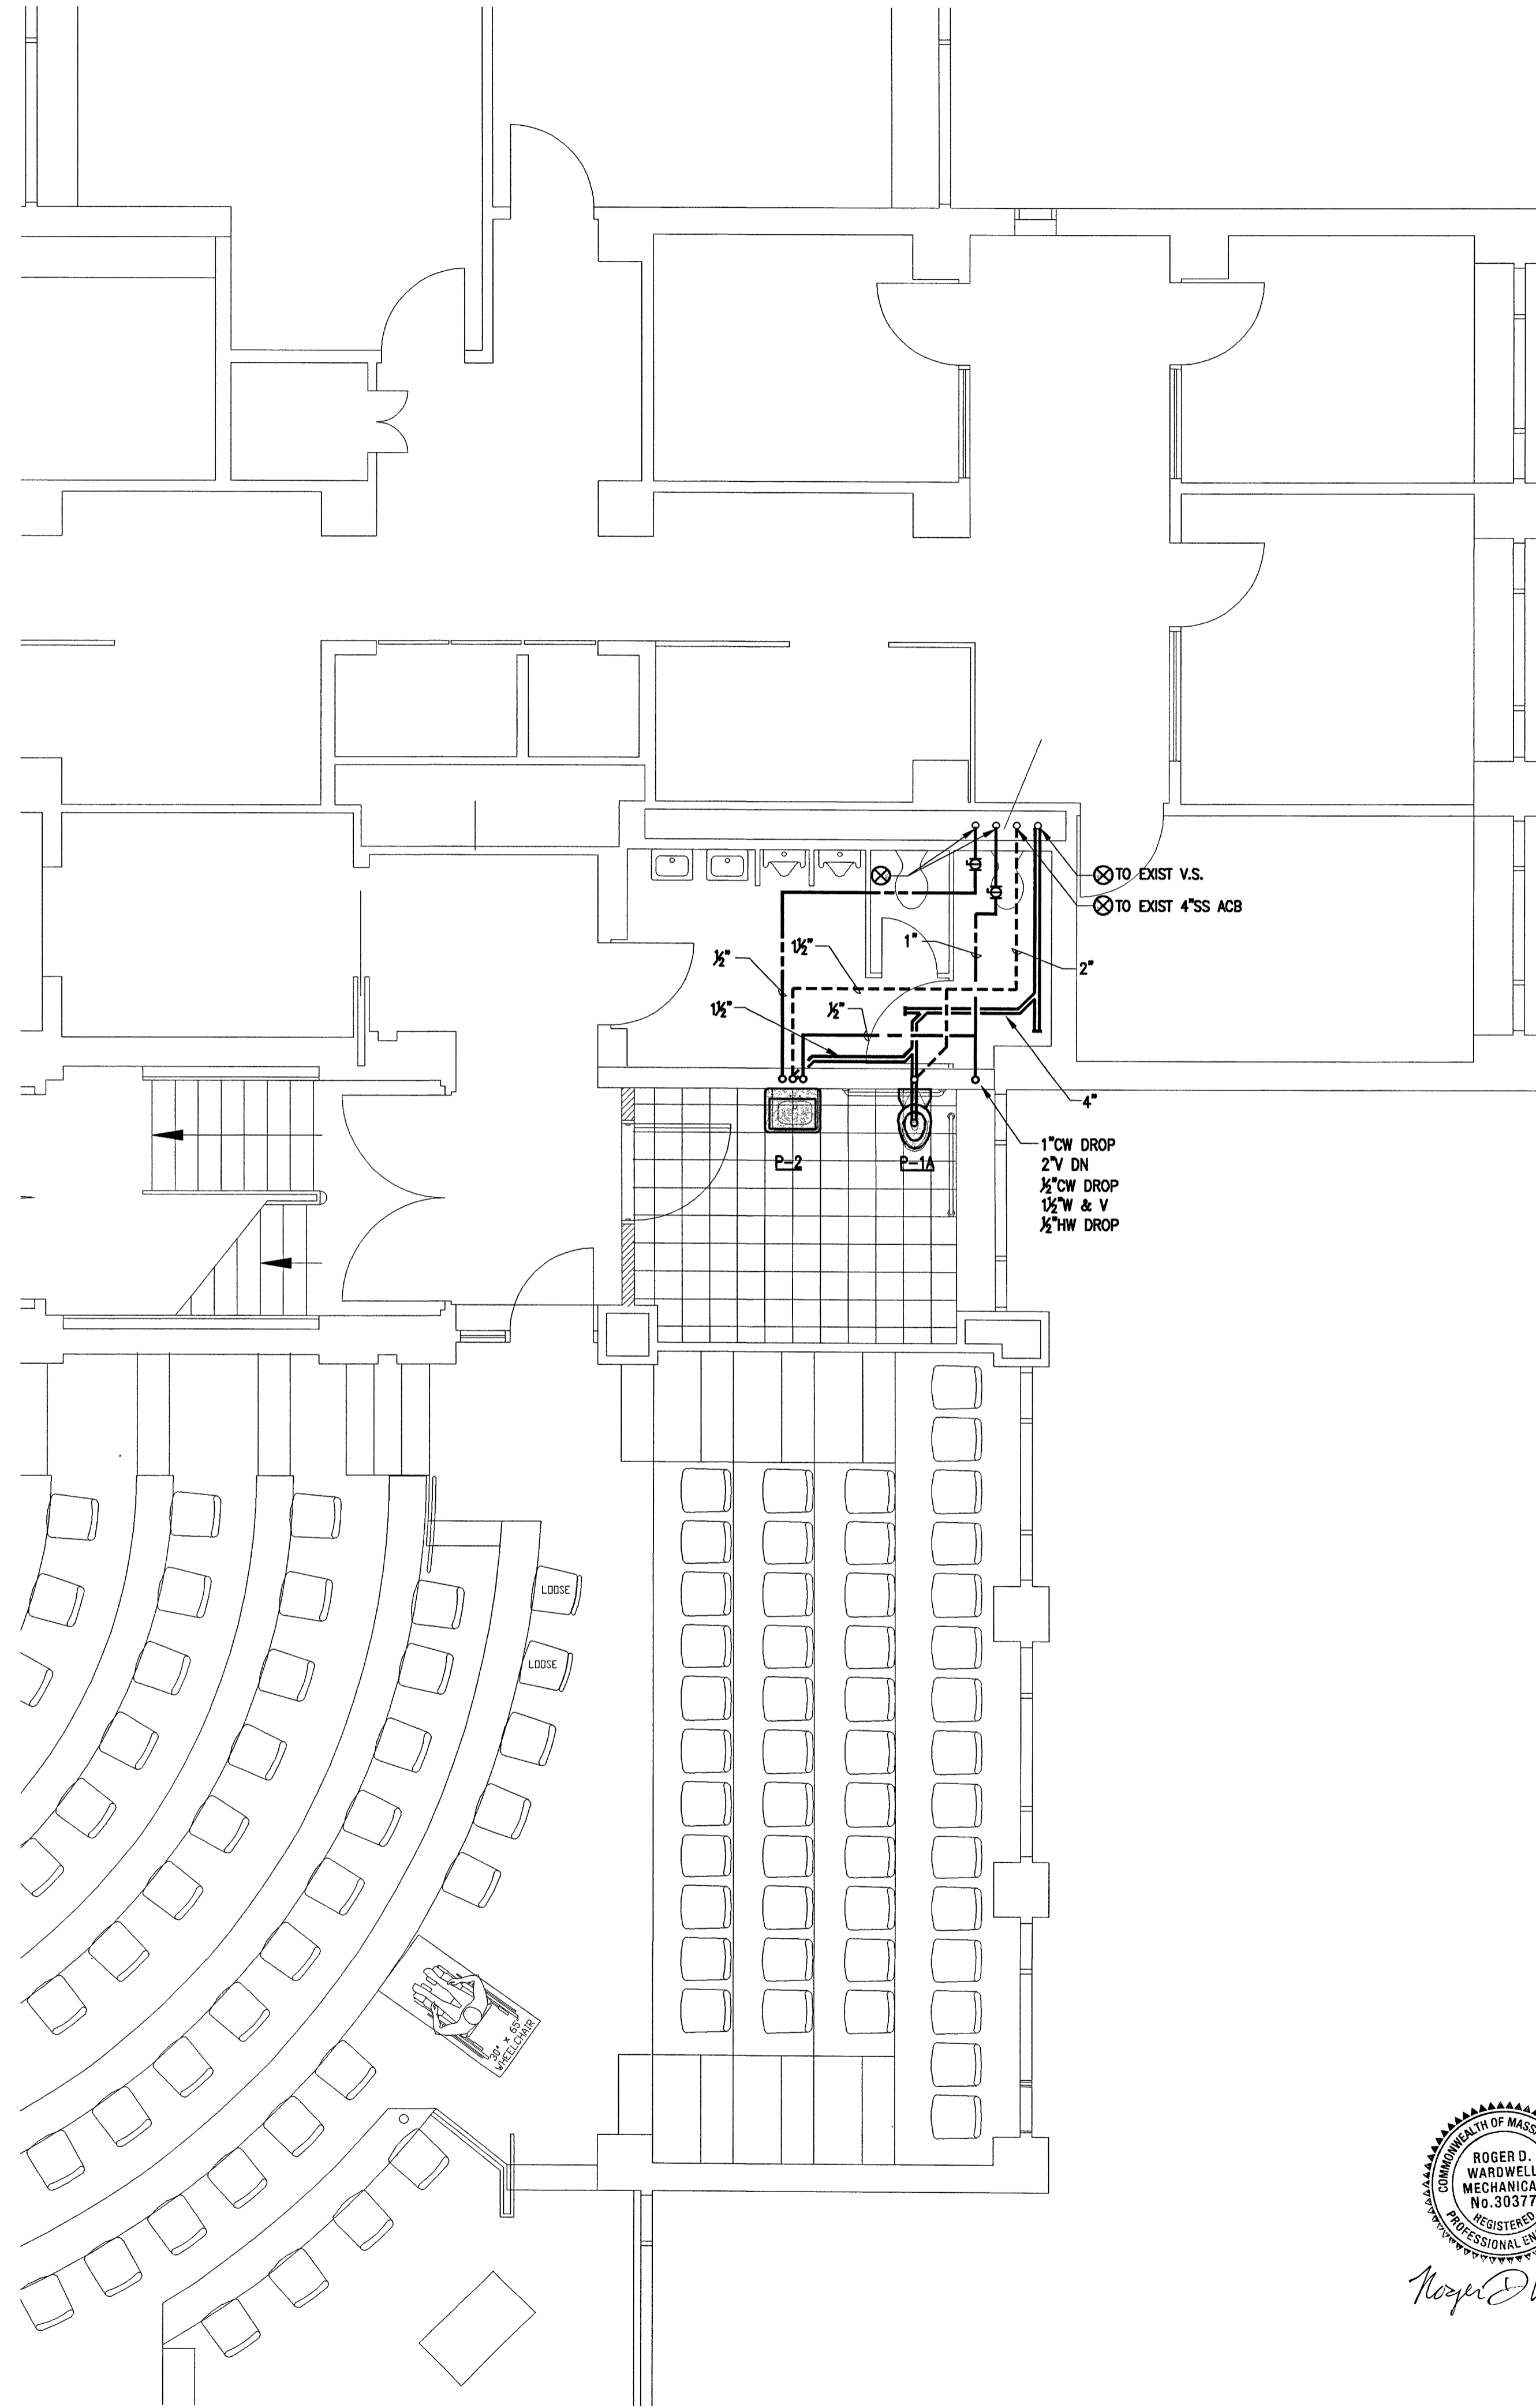 TO EXIST V.S.
TO EXIST 4"SS ACB
1"
1½"
½"
2"
1½"
½"
4"
1"CW DROP
2"V DN
½"CW DROP
1½"W & V
½"HW DROP
P-2
P-1A
LOOSE
LOOSE
30" x 65"
WHEELCHAIR
COMMONWEALTH OF MASS
ROGER D.
WARDWELL
MECHANICA
No.30377
REGISTERED
PROFESSIONAL EN
Roger D